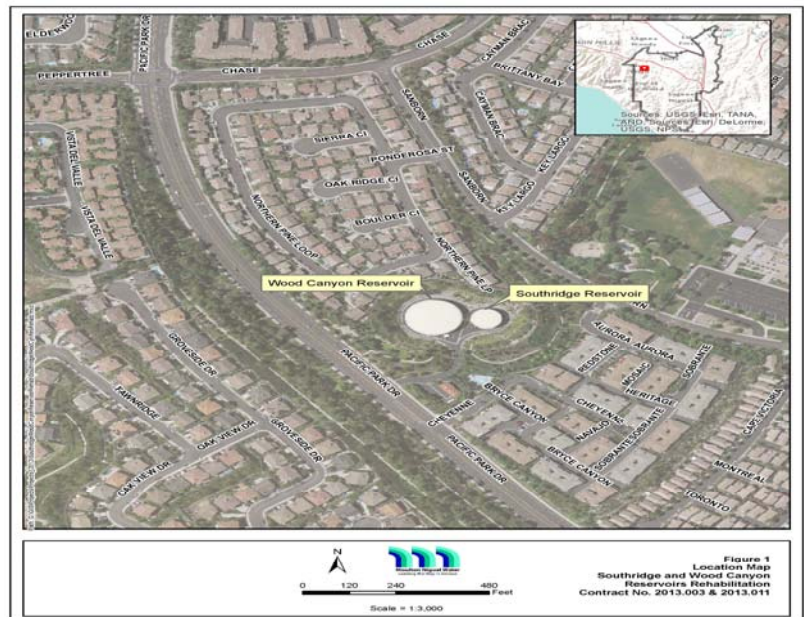 ELDERWOOD
PACIFIC PARK DR
PEPPERTREE
CHASE
CHASE
CAYMAN BRAC
BRITTANY BAY
SANBORN
CAYMAN BRAC
KEY LARGO
SIERRA CI
PONDEROSA ST
OAK RIDGE CI
SANBORN
KEY LARGO
BOULDER CI
VISTA DEL VALLE
VISTA DEL VALLE
NORTHERN PINE LOOP
NORTHERN PINE LP
Wood Canyon Reservoir
Southridge Reservoir
GROVESIDE DR
PACIFIC PARK DR
AURORA AURORA
REDSTONE
MOSAIC
SOBRANTE
HERITAGE
FAWNRIDGE
CHEYENNE
BRYCE CANYON
CHEYENNE
NAVAJO
SOBRANTE SOBRANTE
CAPE VICTORIA
OAK VIEW DR
GROVESIDE DR
PACIFIC PARK DR
BRYCE CANYON
MONTREAL
OAK VIEW DR
TORONTO
Sources: USGS, Esri, TANA,
AND, Sources: Esri, DeLorme,
USGS, NPS
N
Moulton Niguel Water
0 120 240 480
Feet
Scale = 1:3,000
Figure 1
Location Map
Southridge and Wood Canyon
Reservoirs Rehabilitation
Contract No. 2013.003 & 2013.011